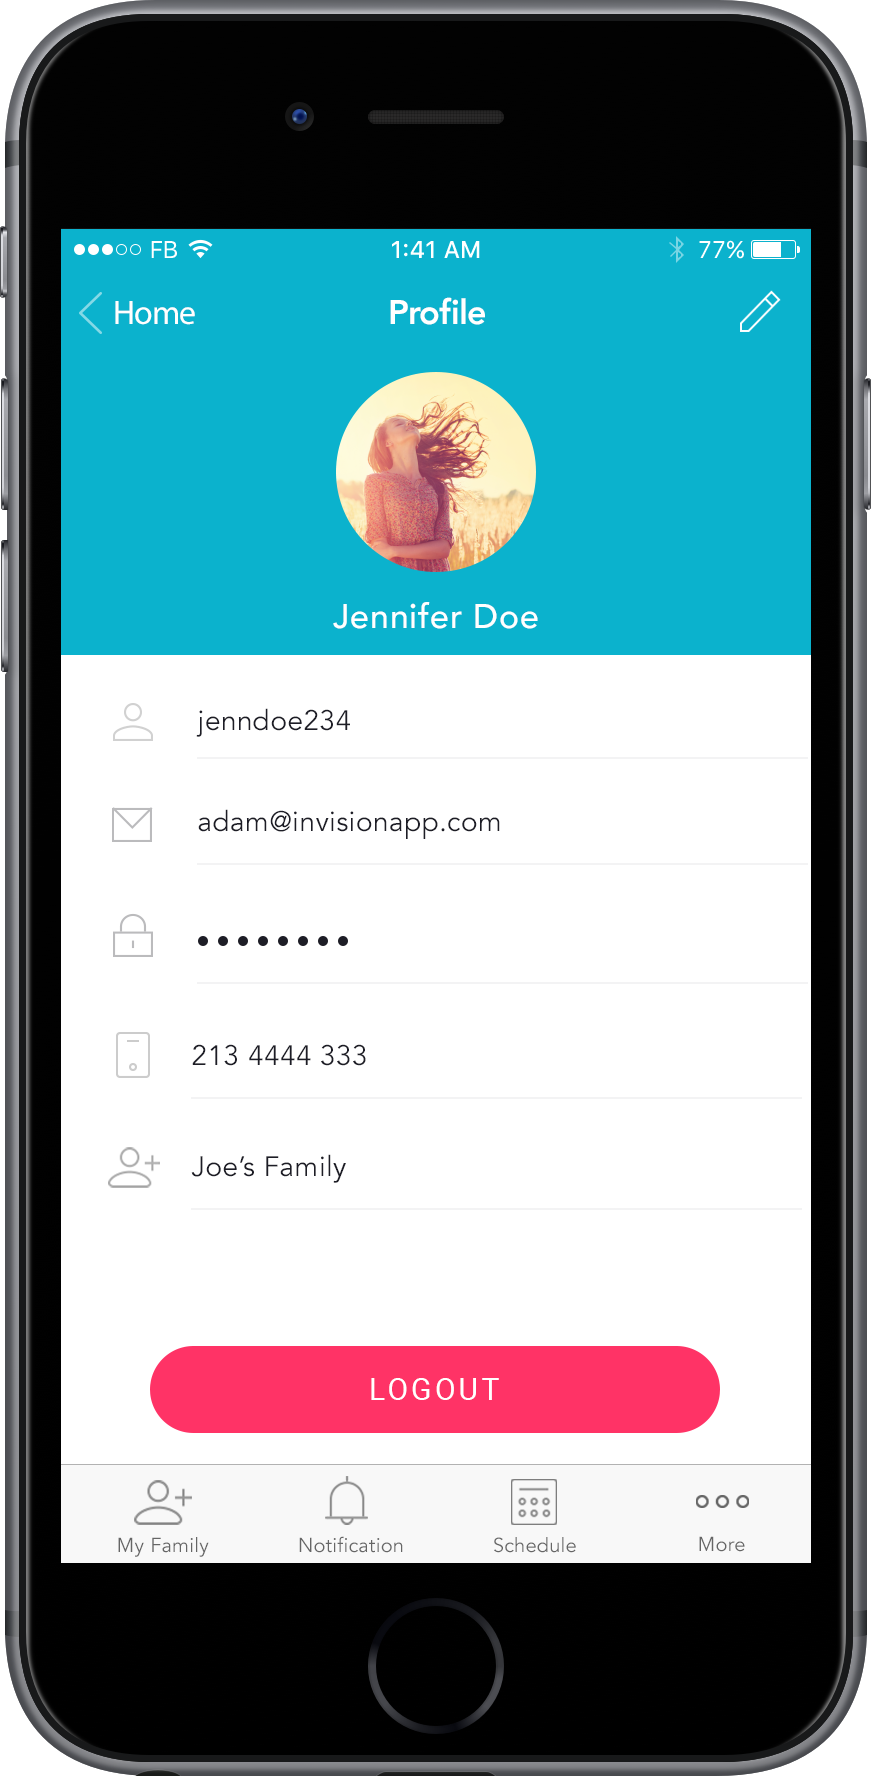 FB 1:41 AM 77%
Home Profile
Jennifer Doe
jenndoe234
adam@invisionapp.com
••••••••
213 4444 333
Joe’s Family
LOGOUT
My Family Notification Schedule More